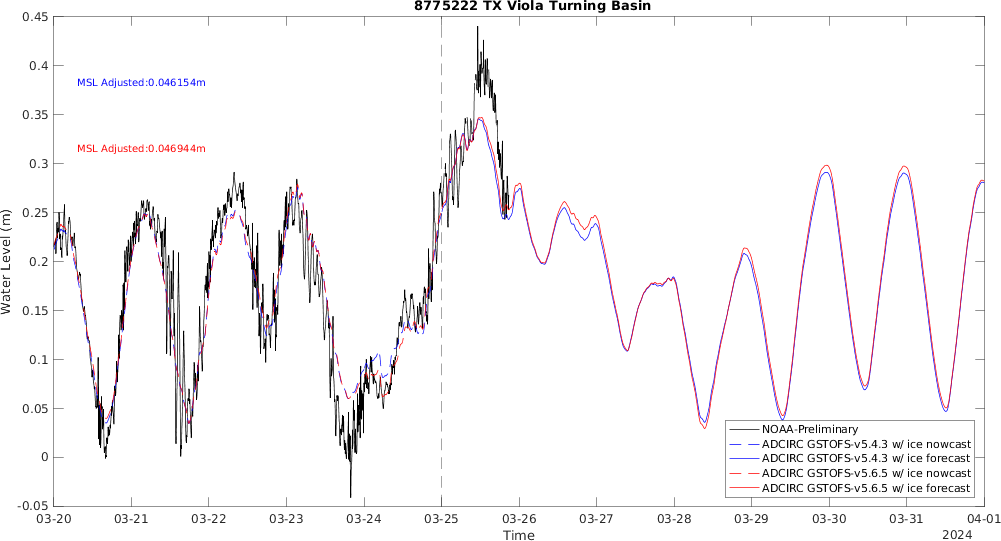 8775222 TX Viola Turning Basin
0.45
0.4
0.35
0.3
0.25
0.2
0.15
0.1
0.05
0
-0.05
Water Level (m)
MSL Adjusted:0.046154m
MSL Adjusted:0.046944m
NOAA-Preliminary
ADCIRC GSTOFS-v5.4.3 w/ ice nowcast
ADCIRC GSTOFS-v5.4.3 w/ ice forecast
ADCIRC GSTOFS-v5.6.5 w/ ice nowcast
ADCIRC GSTOFS-v5.6.5 w/ ice forecast
03-20 03-21 03-22 03-23 03-24 03-25 03-26 03-27 03-28 03-29 03-30 03-31 04-01
Time
2024